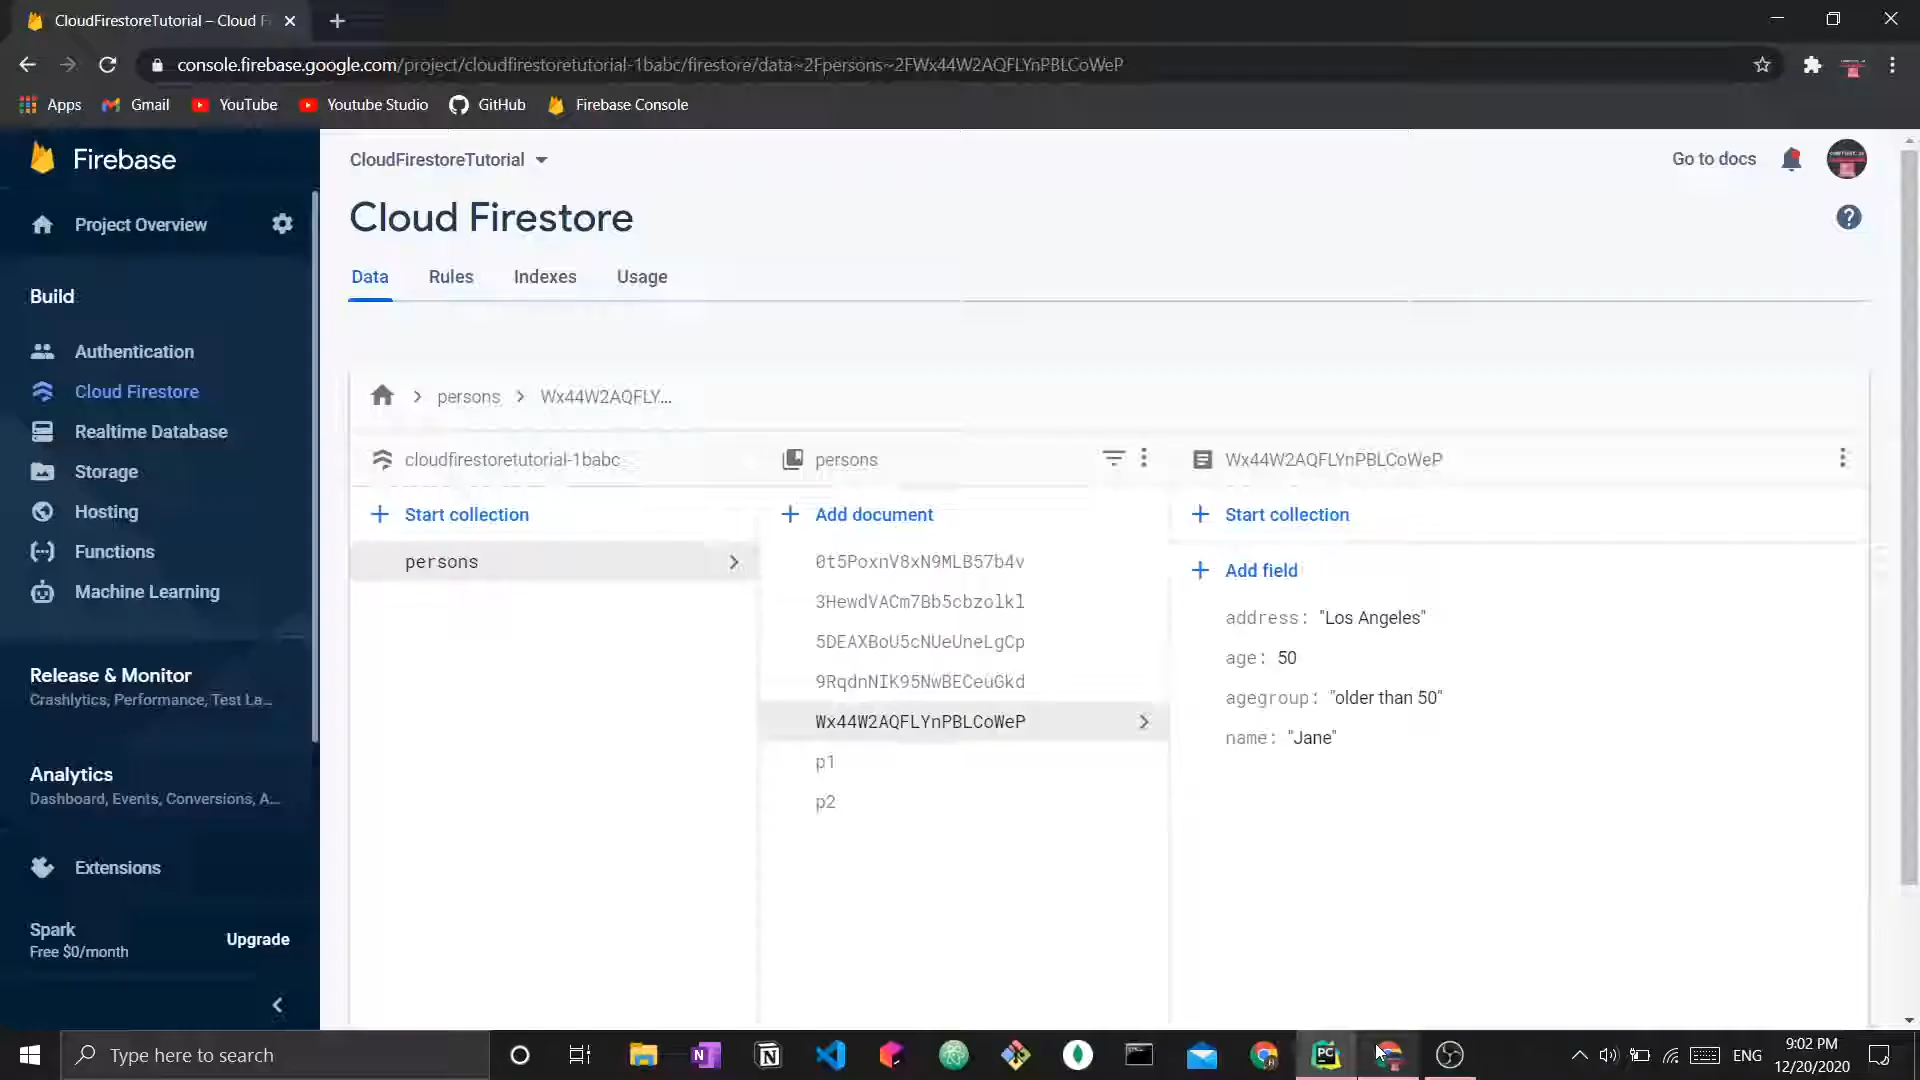 CloudFirestoreTutorial – Cloud F
console.firebase.google.com/project/cloudfirestoretutorial-1babc/firestore/data~2Fpersons~2FWx44W2AQFLYnPBLCoWeP
Apps Gmail YouTube Youtube Studio GitHub Firebase Console
Firebase
Project Overview
Build
Authentication
Cloud Firestore
Realtime Database
Storage
Hosting
Functions
Machine Learning
Release & Monitor
Crashlytics, Performance, Test La...
Analytics
Dashboard, Events, Conversions, A...
Extensions
Spark
Free $0/month
Upgrade
CloudFirestoreTutorial
Go to docs
Cloud Firestore
Data Rules Indexes Usage
persons Wx44W2AQFLY...
cloudfirestoretutorial-1babc
Start collection
persons
persons
Add document
0t5PoxnV8xN9MLB57b4v
3HewdVACm7Bb5cbzolkl
5DEAXBoU5cNUeUneLgCp
9RqdnNIK95NwBECeuGkd
Wx44W2AQFLYnPBLCoWeP
p1
p2
Wx44W2AQFLYnPBLCoWeP
Start collection
Add field
address: "Los Angeles"
age: 50
agegroup: "older than 50"
name: "Jane"
Type here to search
ENG
9:02 PM
12/20/2020